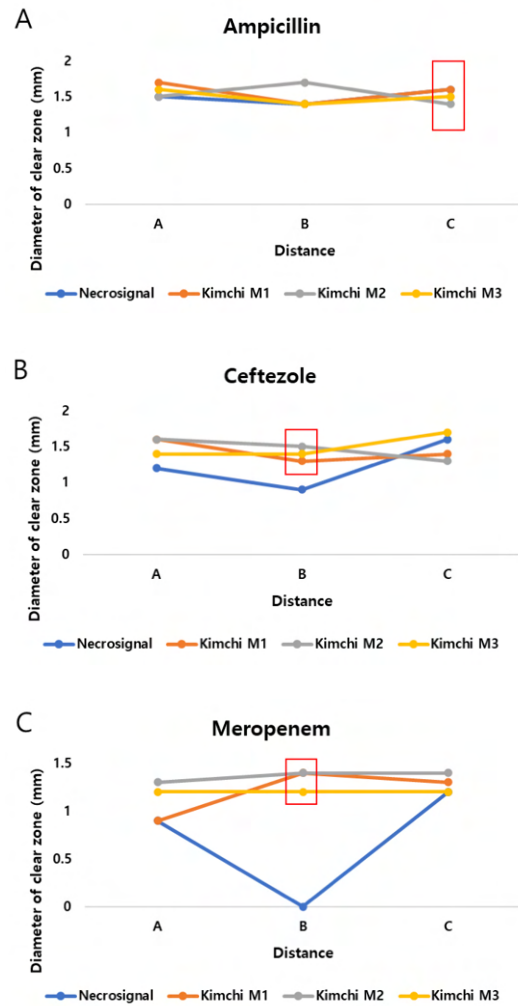 A
Ampicillin
Diameter of clear zone (mm)
2
1.5
1
0.5
0
A B C
Distance
Necrosignal Kimchi M1 Kimchi M2 Kimchi M3
B
Ceftezole
Diameter of clear zone (mm)
2
1.5
1
0.5
0
A B C
Distance
Necrosignal Kimchi M1 Kimchi M2 Kimchi M3
C
Meropenem
Diameter of clear zone (mm)
1.5
1
0.5
0
A B C
Distance
Necrosignal Kimchi M1 Kimchi M2 Kimchi M3